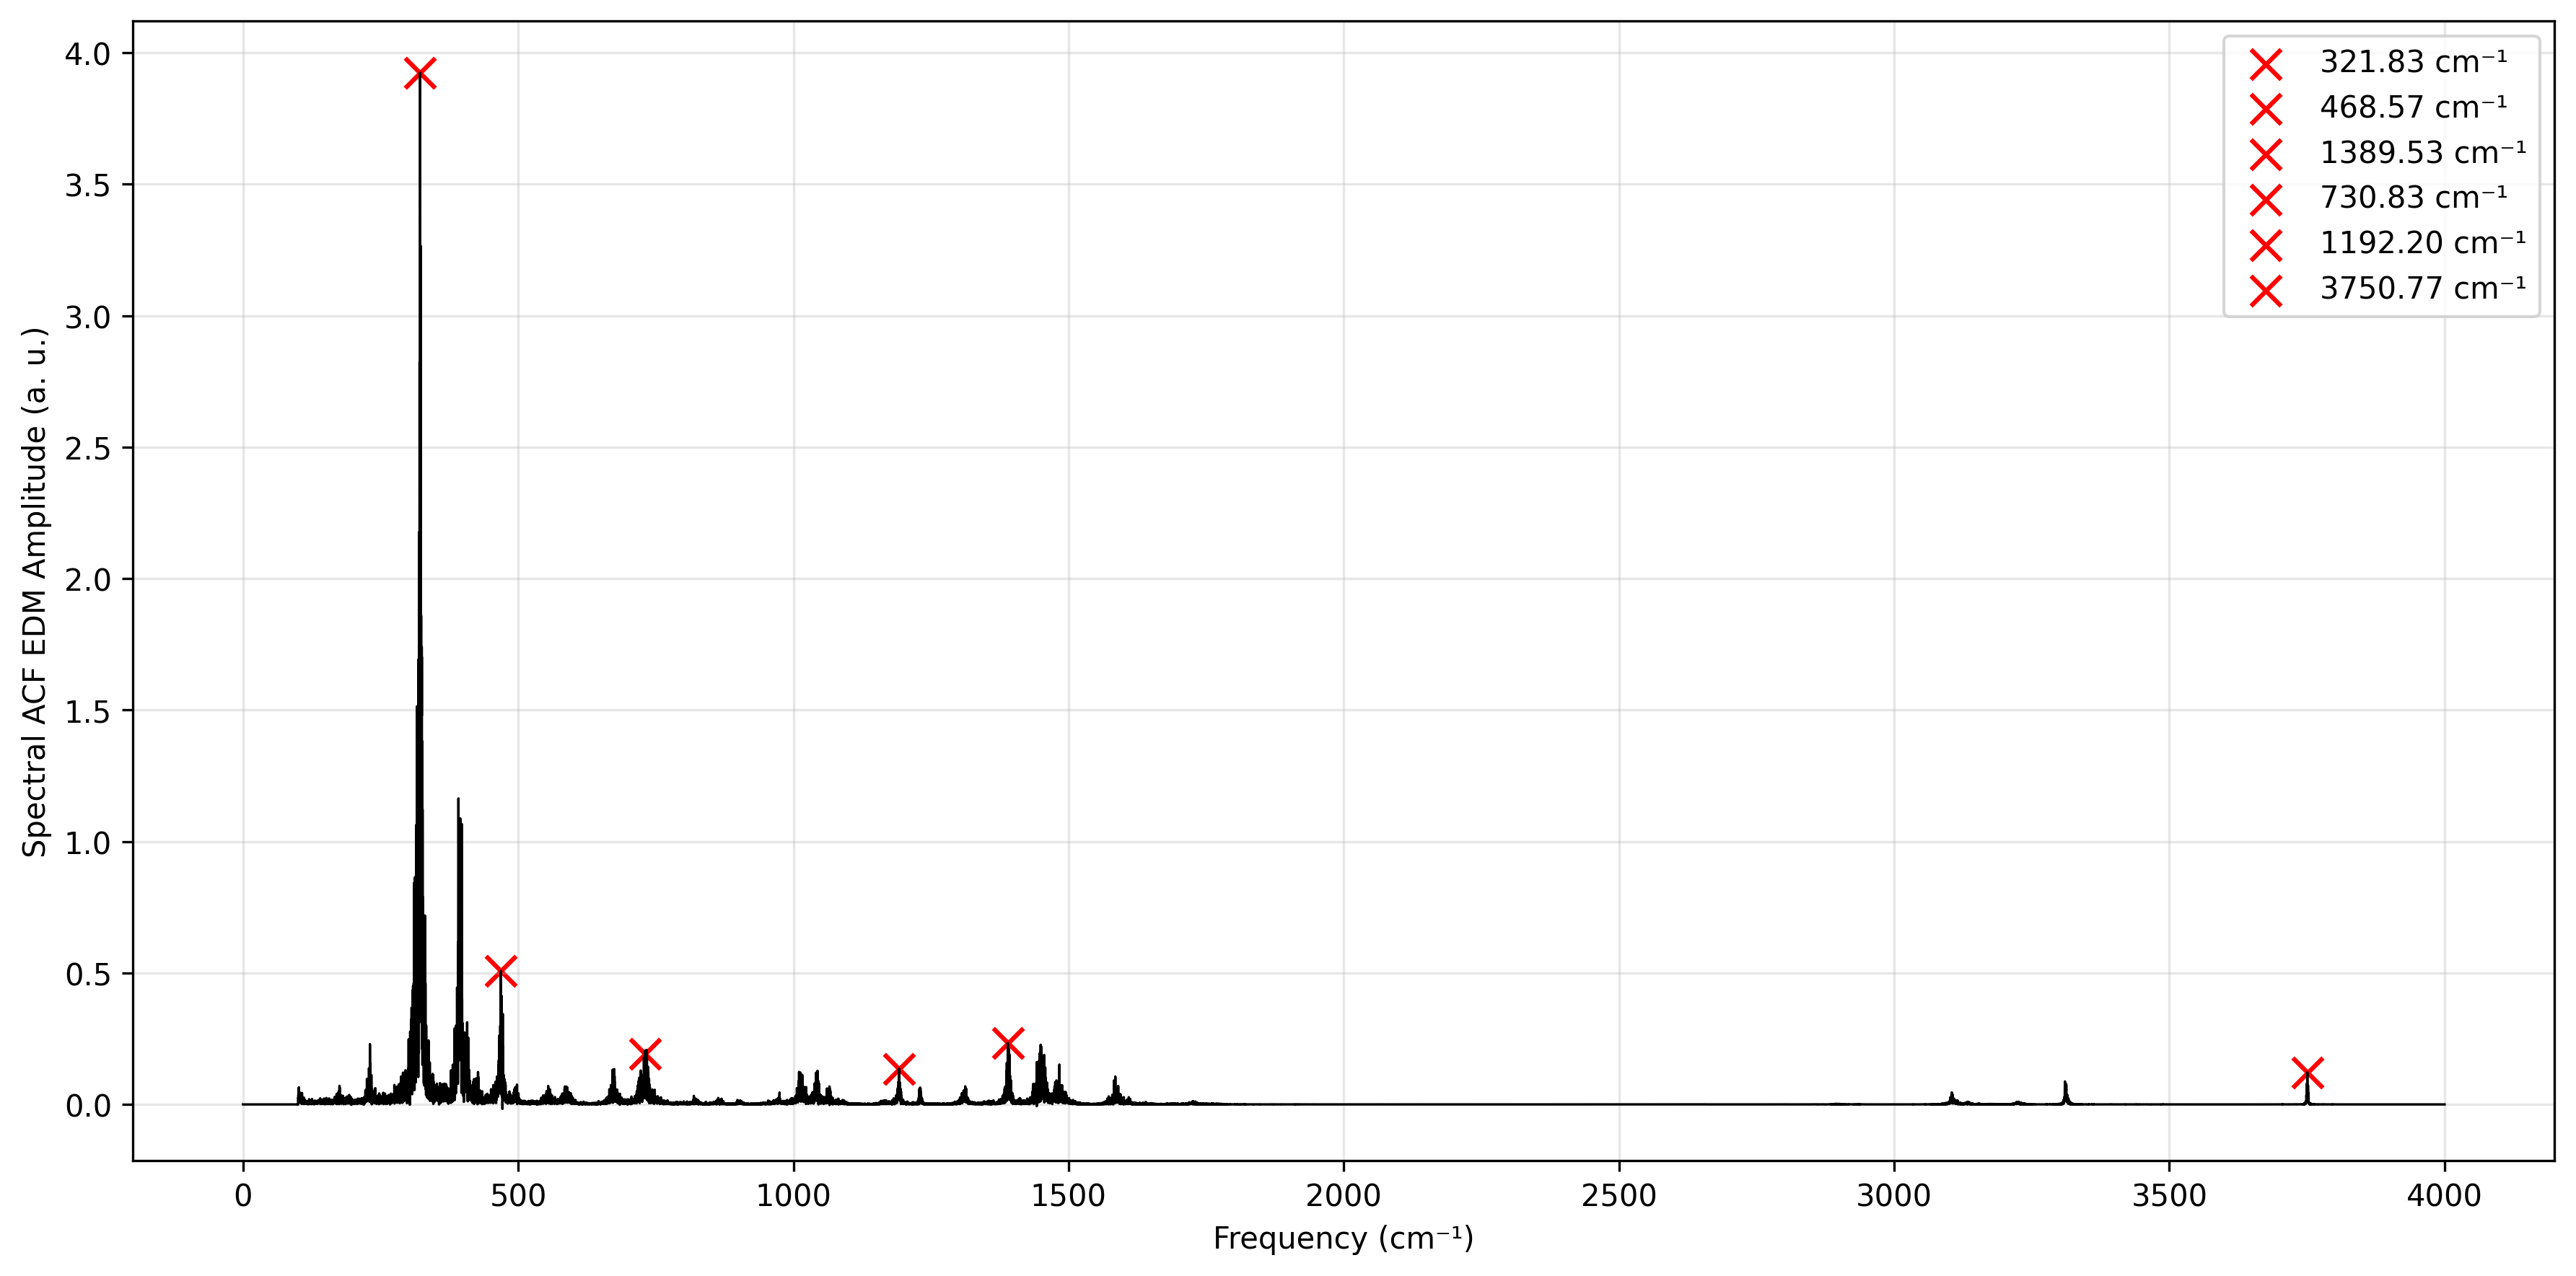 321.83 cm⁻¹
468.57 cm⁻¹
1389.53 cm⁻¹
730.83 cm⁻¹
1192.20 cm⁻¹
3750.77 cm⁻¹
Spectral ACF EDM Amplitude (a. u.)
4.0
3.5
3.0
2.5
2.0
1.5
1.0
0.5
0.0
0 500 1000 1500 2000 2500 3000 3500 4000
Frequency (cm⁻¹)